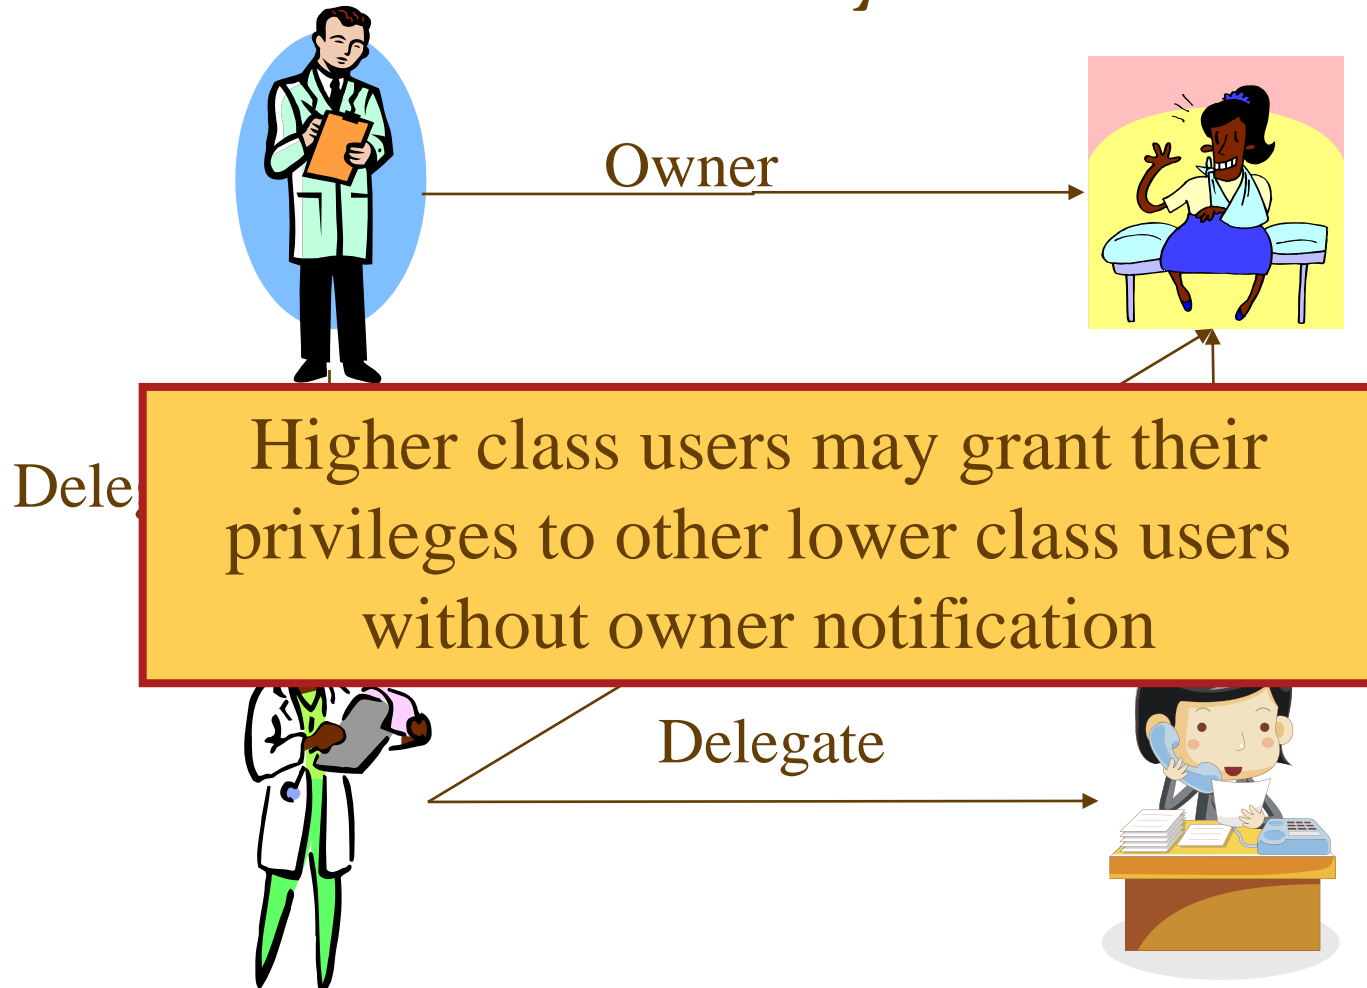 Owner
Higher class users may grant their
privileges to other lower class users
without owner notification
Delegate